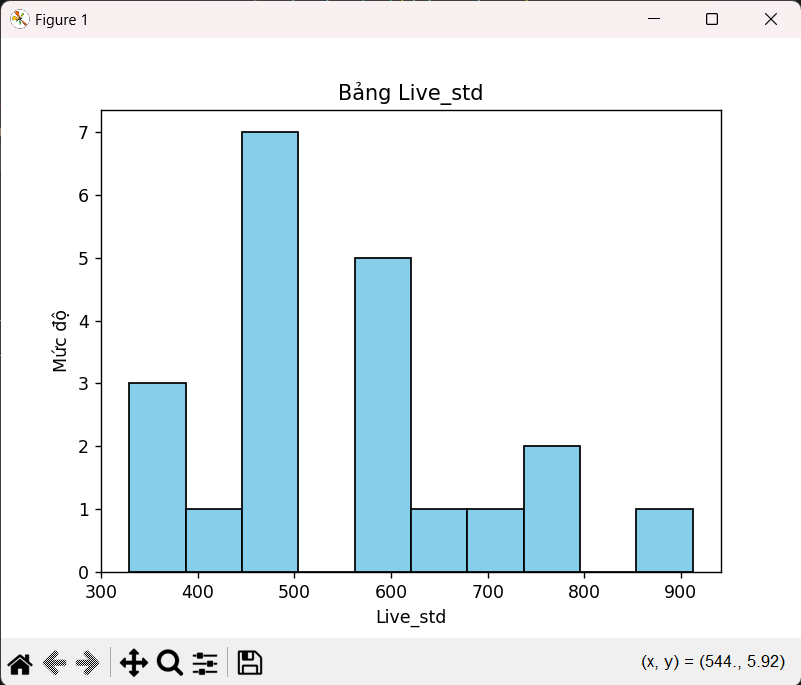 Figure 1
Bảng Live_std
7
6
5
4
3
2
1
0
Mức độ
300 400 500 600 700 800 900
Live_std
(x, y) = (544., 5.92)